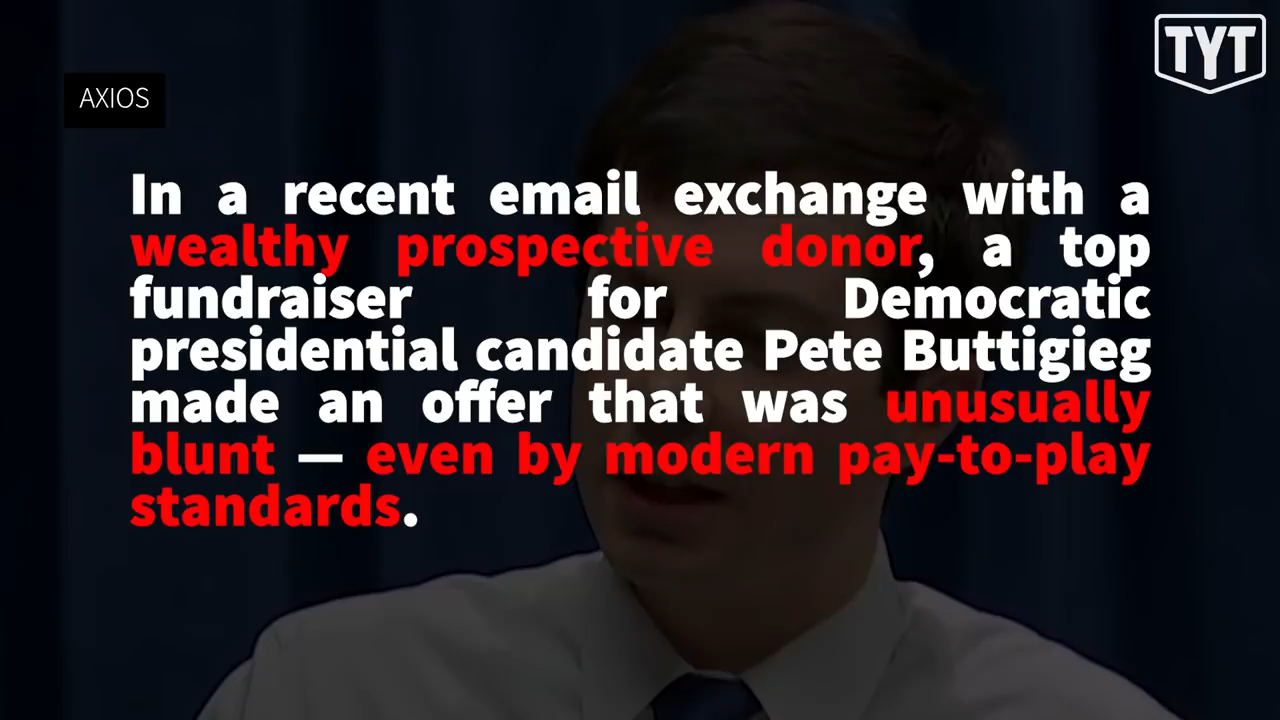 TYT
AXIOS
In a recent email exchange with a
wealthy prospective donor, a top
fundraiser for Democratic
presidential candidate Pete Buttigieg
made an offer that was unusually
blunt — even by modern pay-to-play
standards.